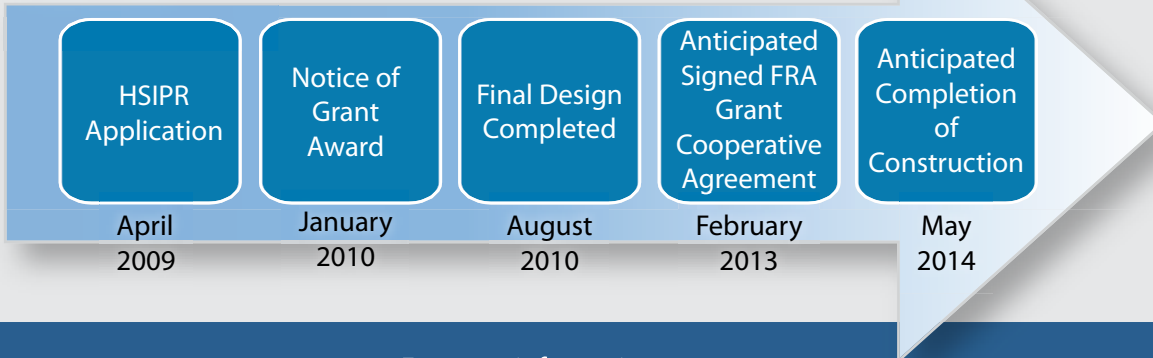 HSIPR
Application
Notice of
Grant
Award
Final Design
Completed
Anticipated
Signed FRA
Grant
Cooperative
Agreement
Anticipated
Completion
of
Construction
April
2009
January
2010
August
2010
February
2013
May
2014